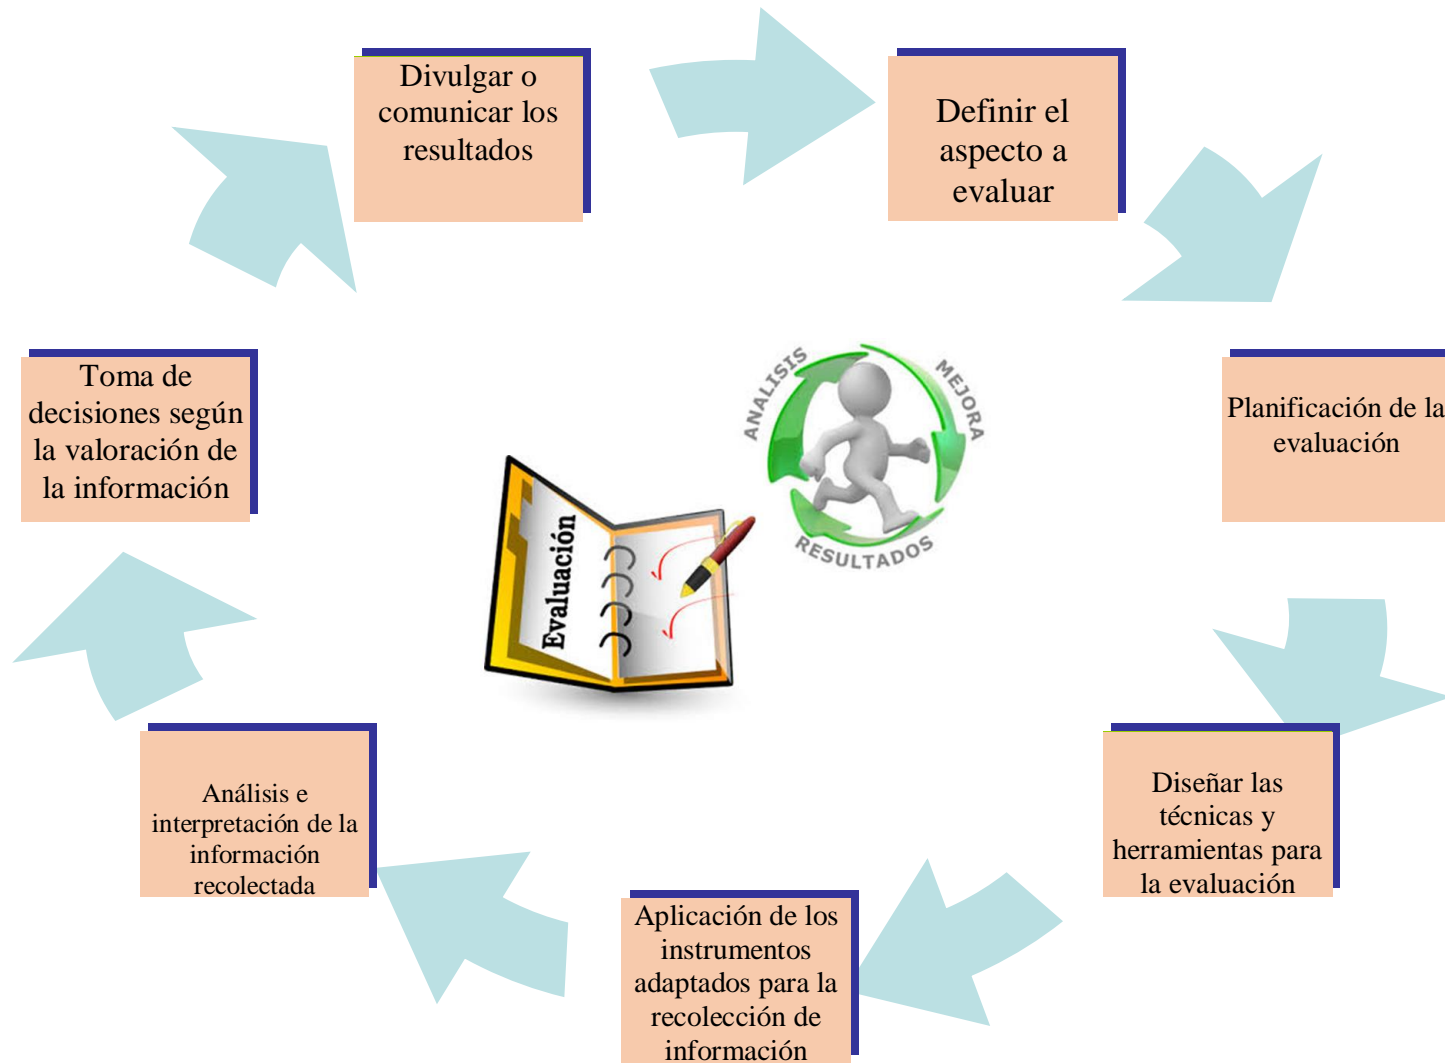 Divulgar o
comunicar los
resultados
Definir el
aspecto a
evaluar
Planificación de la
evaluación
Diseñar las
técnicas y
herramientas para
la evaluación
Aplicación de los
instrumentos
adaptados para la
recolección de
información
Análisis e
interpretación de la
información
recolectada
Toma de
decisiones según
la valoración de
la información
ANALISIS
MEJORA
RESULTADOS
Evaluación